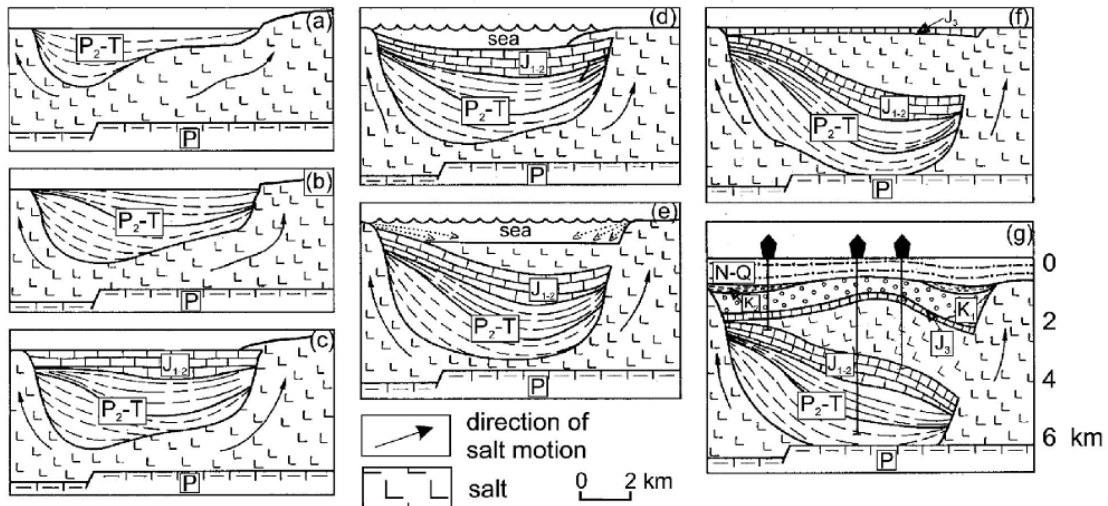 (a)
P₂-T
P
(b)
P₂-T
P
(c)
J₁₋₂
P₂-T
P
(d)
sea
J₁₋₂
P₂-T
P
(e)
sea
J₁₋₂
P₂-T
P
direction of
salt motion
salt
0 2 km
(f)
J₃
J₁₋₂
P₂-T
P
(g)
0
N-Q
K₁
J₃
2
J₁₋₂
4
P₂-T
6 km
P